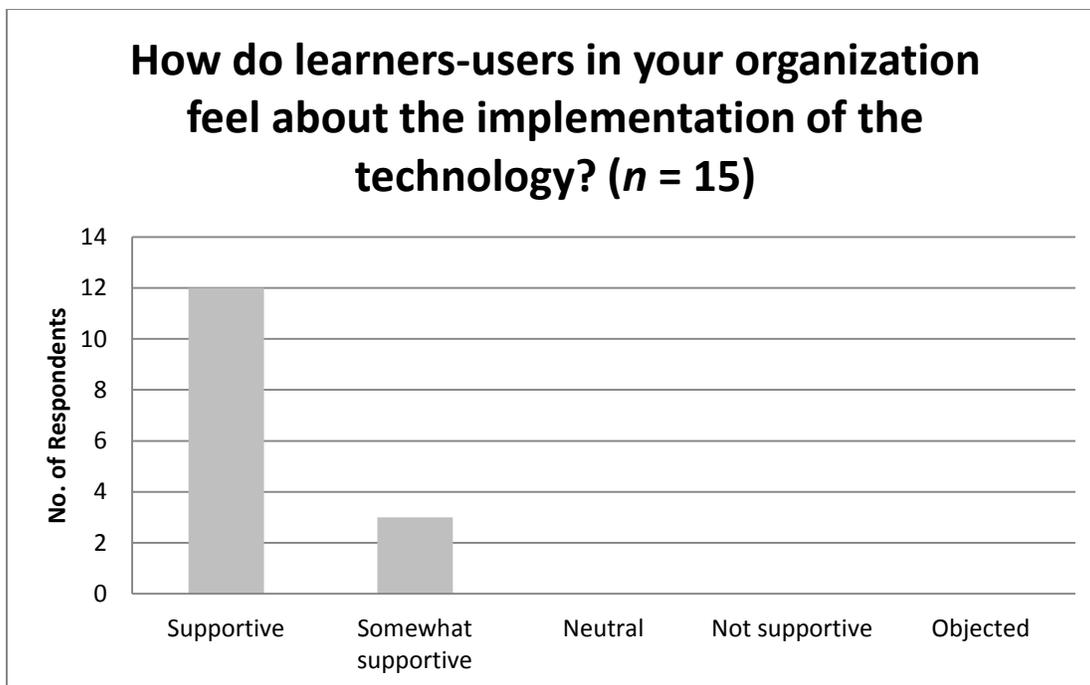 How do learners-users in your organization
feel about the implementation of the
technology? (n = 15)
14
12
10
8
6
4
2
0
No. of Respondents
Supportive
Somewhat
supportive
Neutral
Not supportive
Objected